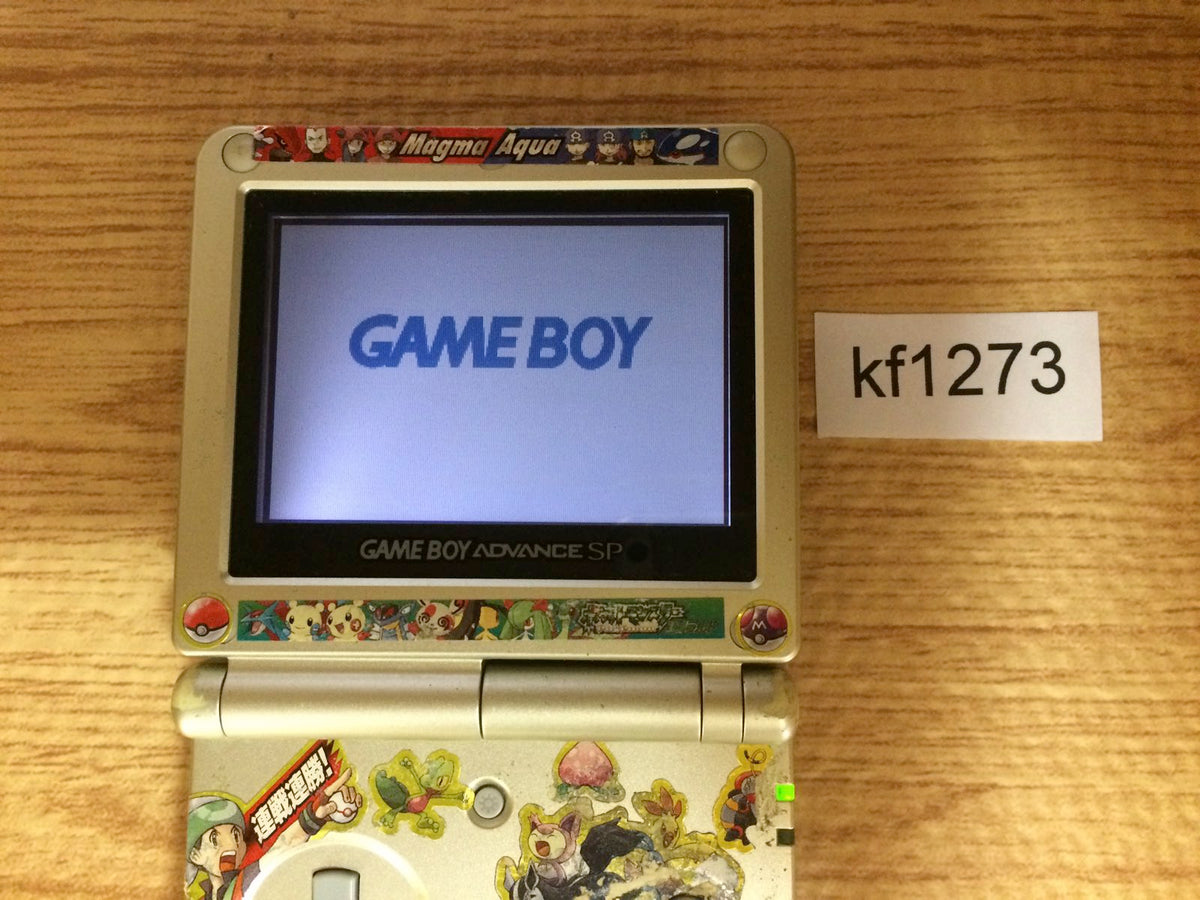 Magma Aqua
GAME BOY
kf1273
GAME BOY ADVANCE SP
M
連戦連勝!